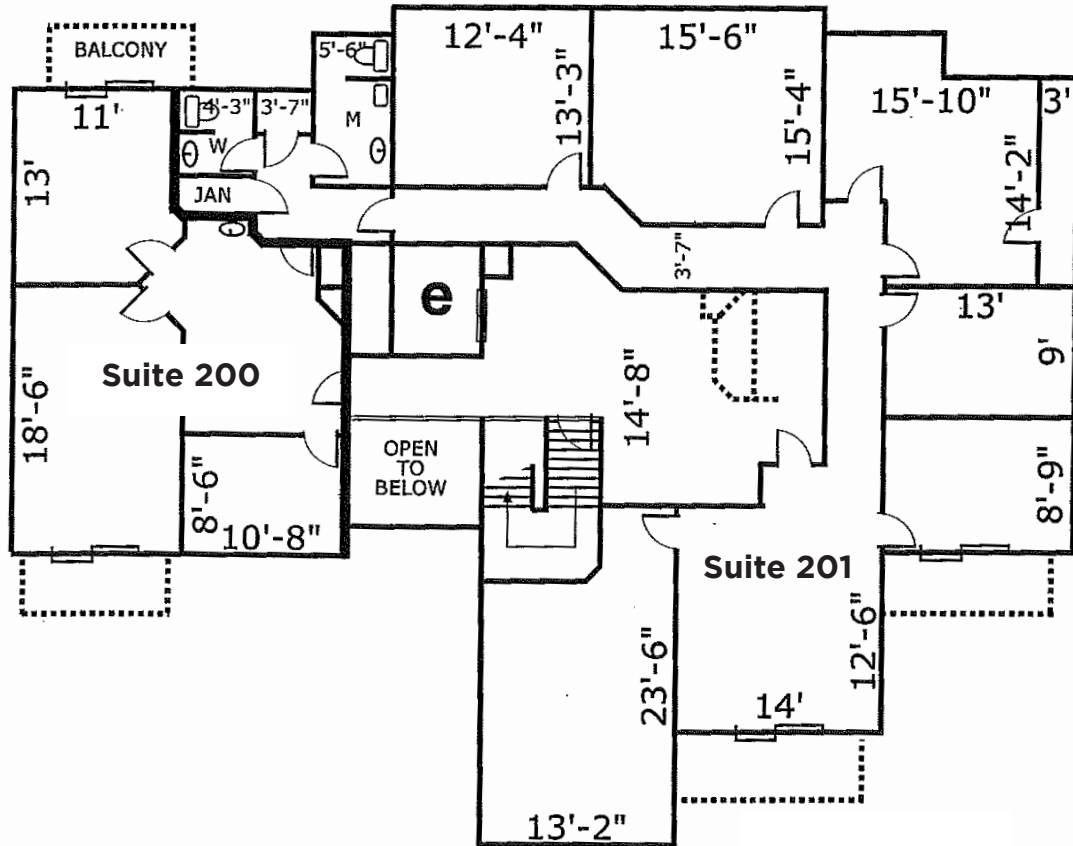 BALCONY
5'-6"
12'-4"
15'-6"
11'
4'-3"
3'-7"
M
13'-3"
15'-4"
15'-10"
3'
W
13'
JAN
14'-2"
3'-7"
e
13'
9'
Suite 200
18'-6"
14'-8"
OPEN
TO
BELOW
8'-6"
10'-8"
8'-9"
Suite 201
23'-6"
12'-6"
14'
13'-2"